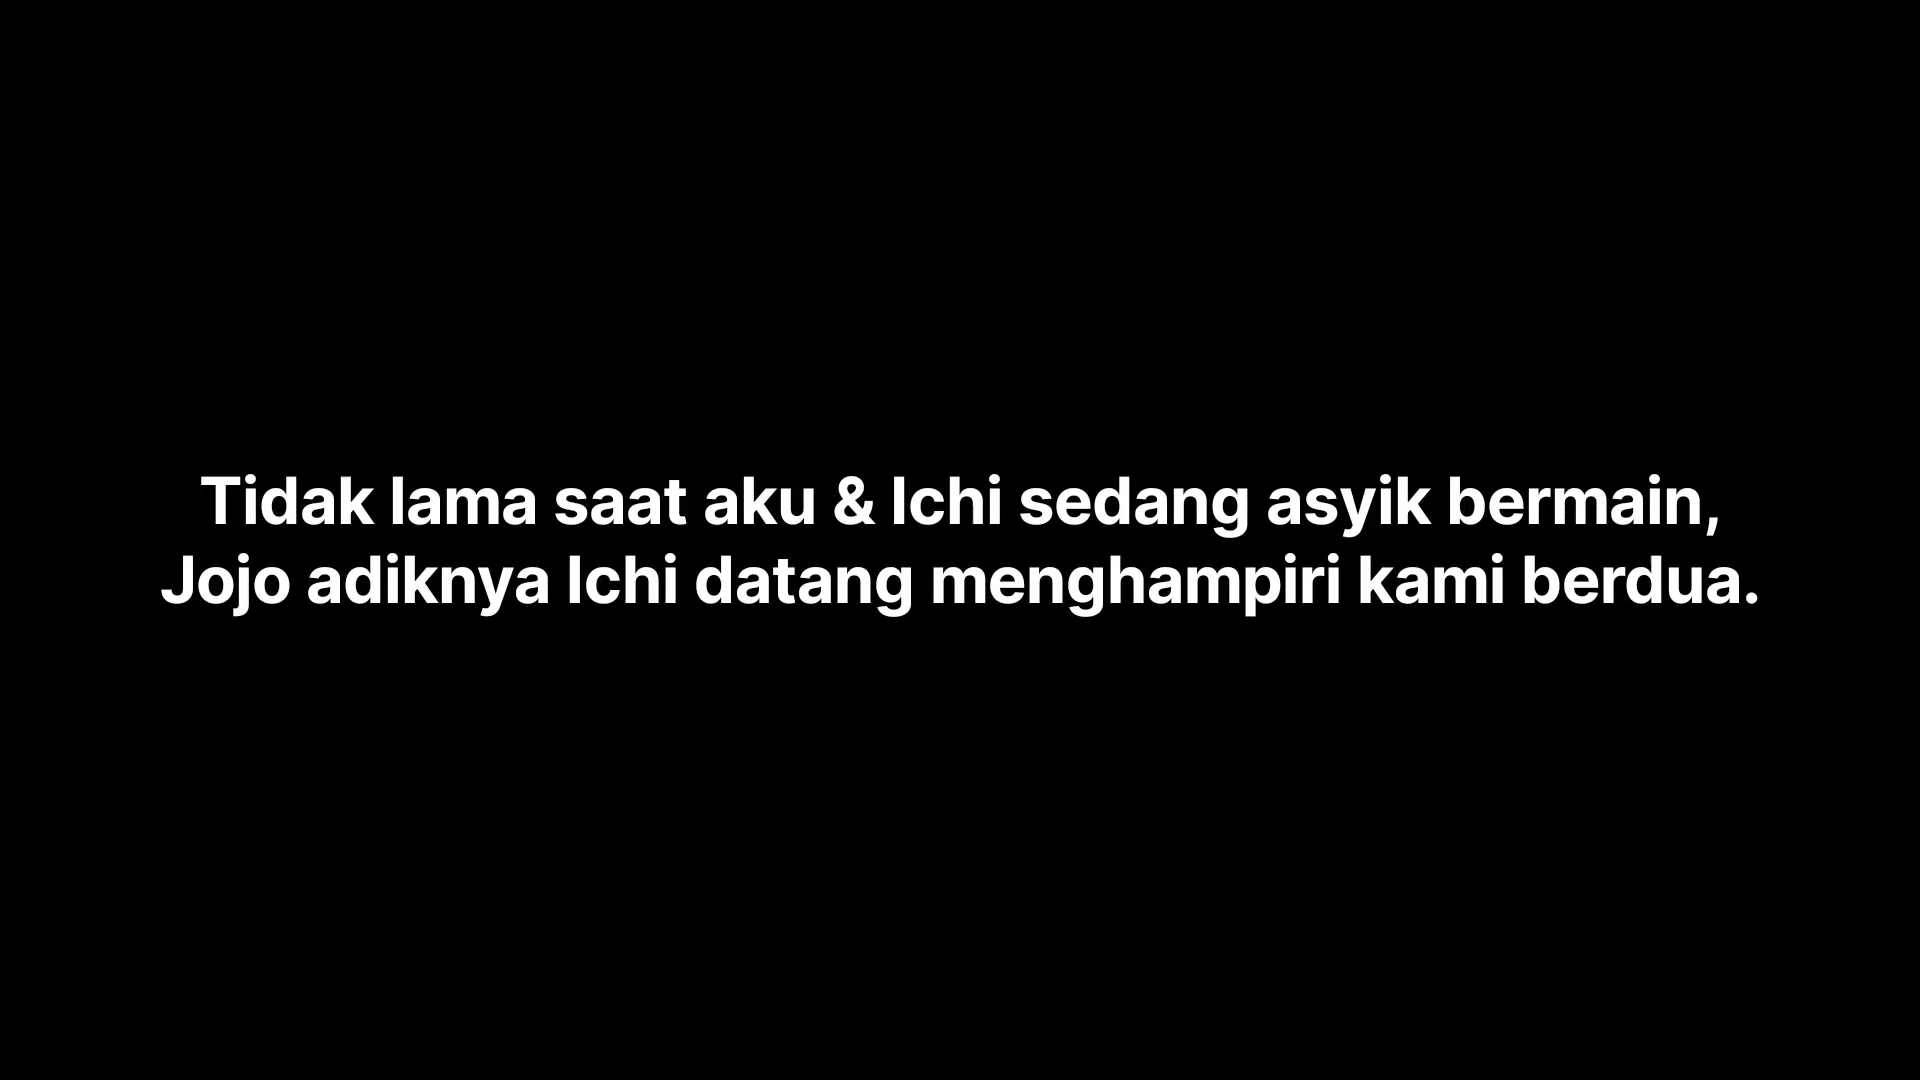 Tidak lama saat aku & Ichi sedang asyik bermain,
Jojo adiknya Ichi datang menghampiri kami berdua.